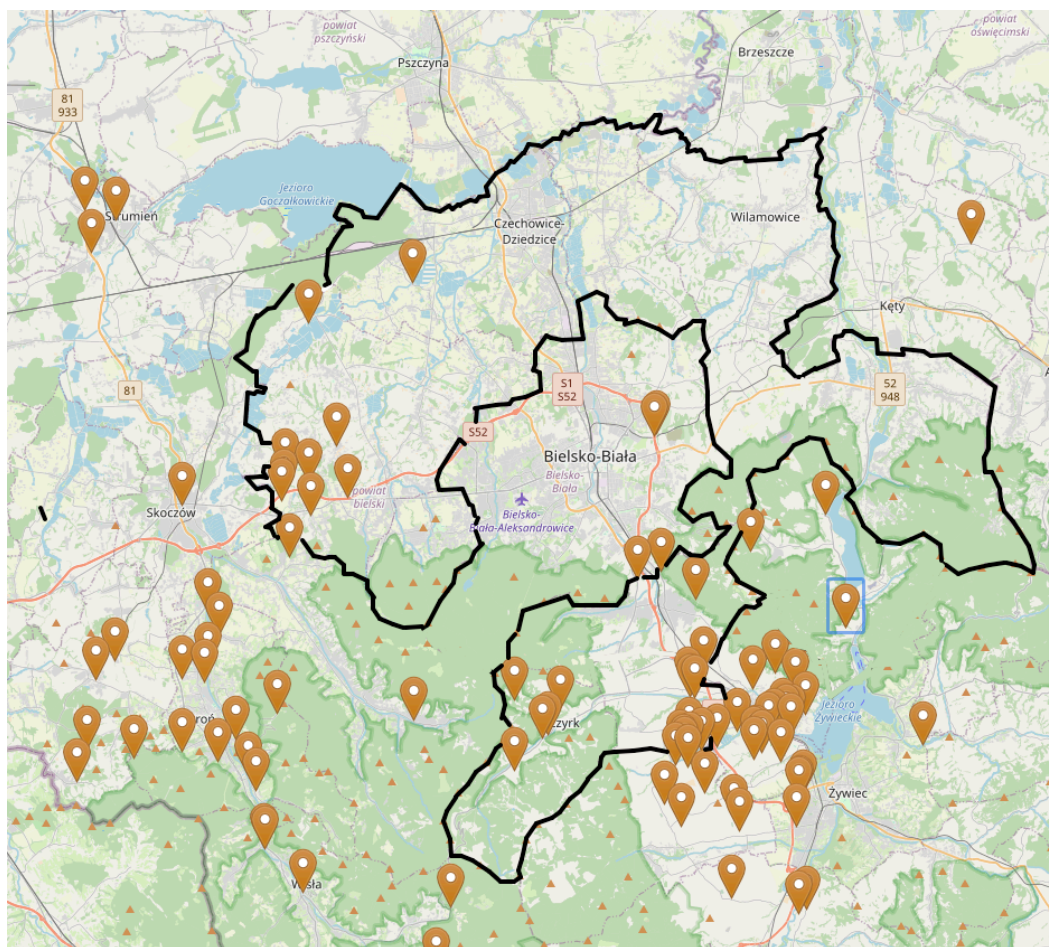 powiat
pszczyński
powiat
oświęcimski
Brzeszcze
Pszczyna
81
933
Jezioro
Goczałkowickie
Strumień
Czechowice-
Dziedzice
Wilamowice
Kęty
81
S1
S52
52
948
S52
Bielsko-Biała
powiat
bielski
Bielsko-
Biała
Bielsko-
Biała-Aleksandrowice
Skoczów
Jezioro
Żywieckie
Żywiec